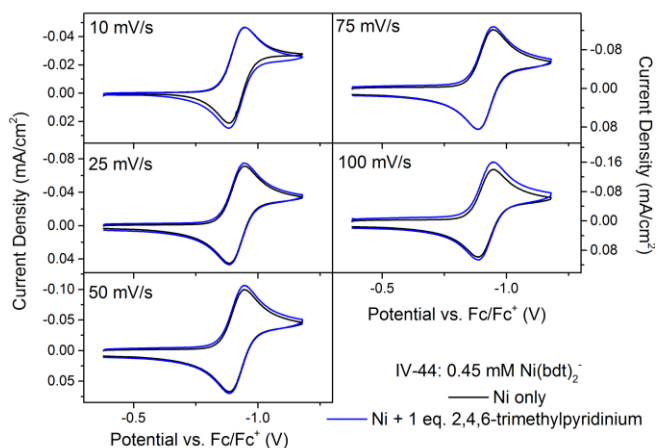 10 mV/s
-0.04
-0.02
0.00
0.02
75 mV/s
-0.08
0.00
0.08
25 mV/s
-0.08
-0.04
0.00
0.04
100 mV/s
-0.16
-0.08
0.00
0.08
50 mV/s
-0.10
-0.05
0.00
0.05
Current Density (mA/cm²)
Current Density (mA/cm²)
-0.5 -1.0
Potential vs. Fc/Fc⁺ (V)
-0.5 -1.0
Potential vs. Fc/Fc⁺ (V)
IV-44: 0.45 mM Ni(bdt)₂⁻
Ni only
Ni + 1 eq. 2,4,6-trimethylpyridinium